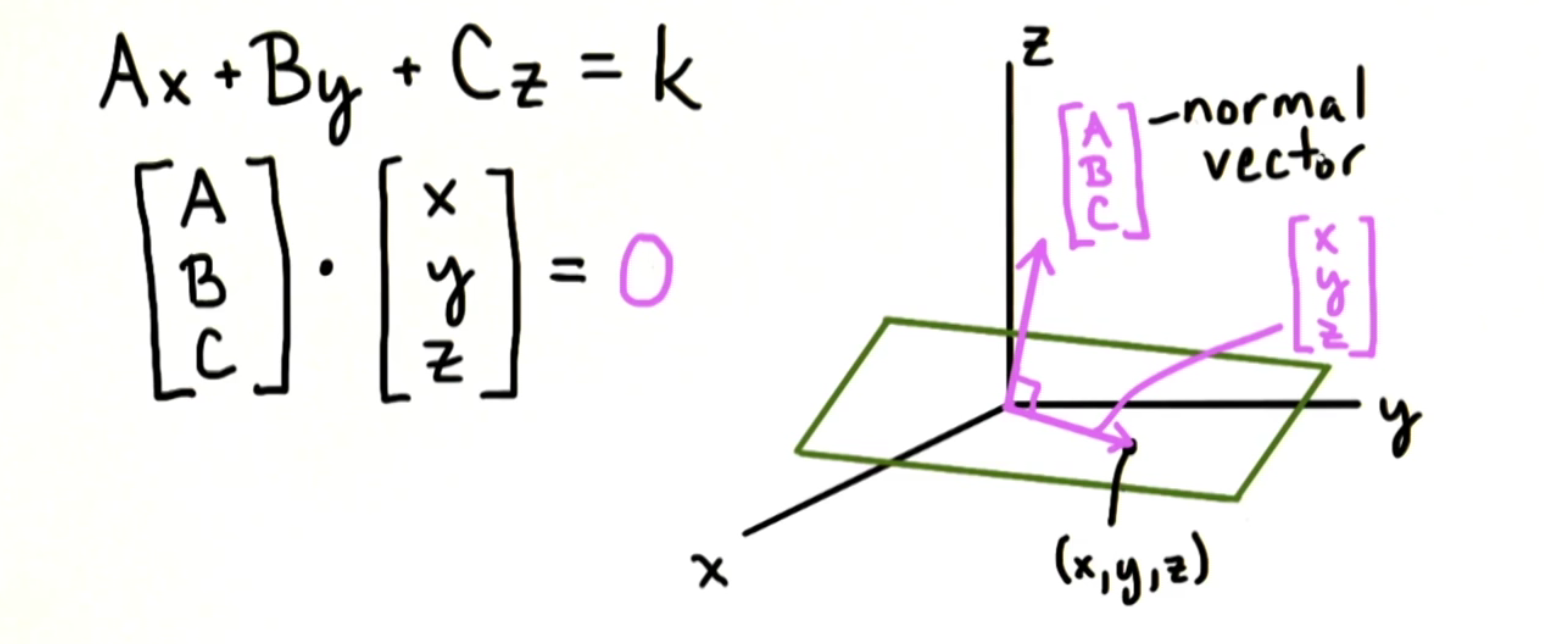 Ax + By + Cz = k
[A B C] · [x y z] = 0
z
[A B C] – normal vector
[x y z]
y
x
(x,y,z)